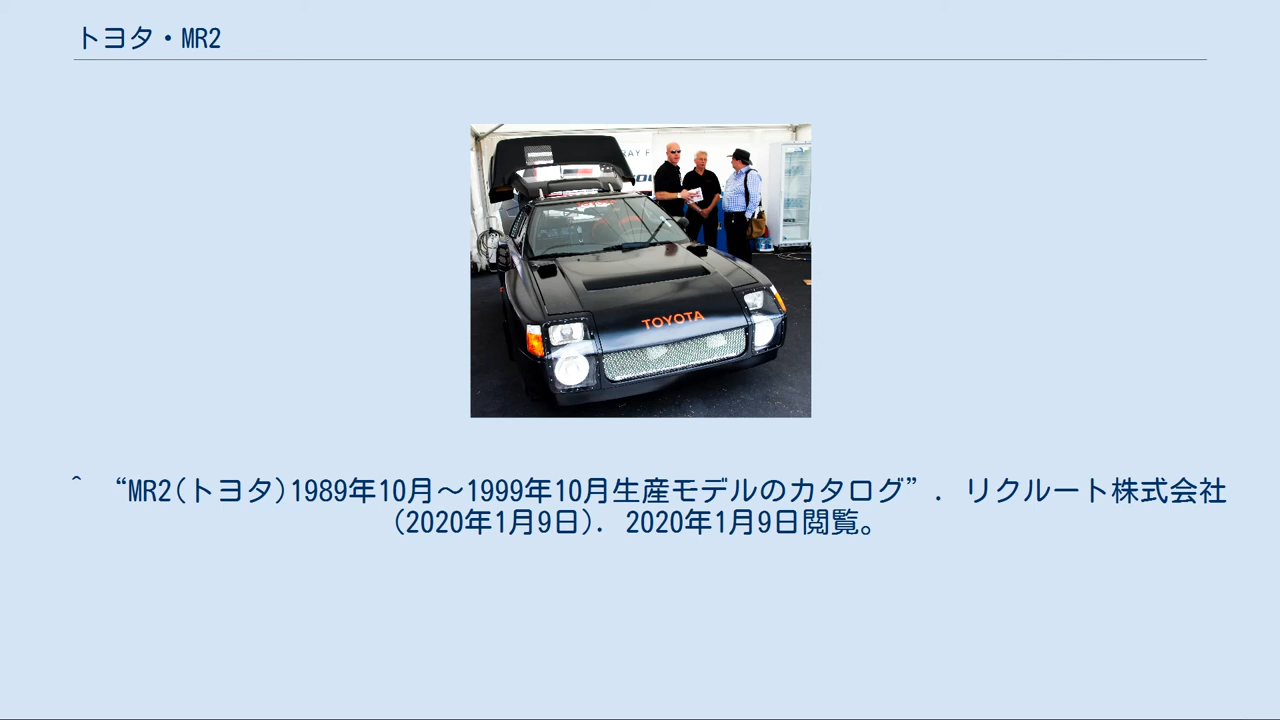 トヨタ・MR2
RAY F
TOYOTA
^ “MR2(トヨタ)1989年10月～1999年10月生産モデルのカタログ”. リクルート株式会社
(2020年1月9日). 2020年1月9日閲覧。